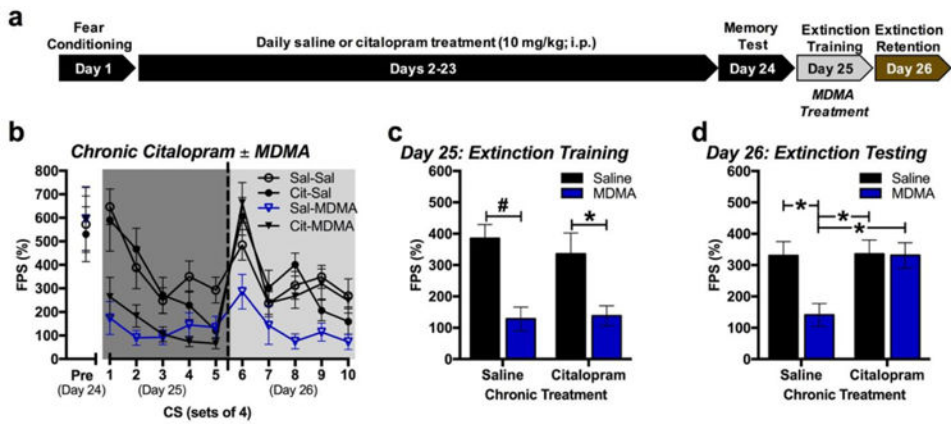 a
Fear Conditioning
Daily saline or citalopram treatment (10 mg/kg; i.p.)
Memory Test
Extinction Training
Extinction Retention
Day 1
Days 2-23
Day 24
Day 25
Day 26
MDMA Treatment
b
Chronic Citalopram ± MDMA
800
700
600
500
400
300
200
100
0
FPS (%)
Sal-Sal
Cit-Sal
Sal-MDMA
Cit-MDMA
Pre 1 2 3 4 5 6 7 8 9 10
(Day 24) (Day 25) (Day 26)
CS (sets of 4)
c
Day 25: Extinction Training
Saline
MDMA
600
500
400
300
200
100
0
FPS (%)
# *
Saline Citalopram
Chronic Treatment
d
Day 26: Extinction Testing
Saline
MDMA
600
500
400
300
200
100
0
FPS (%)
* * *
Saline Citalopram
Chronic Treatment